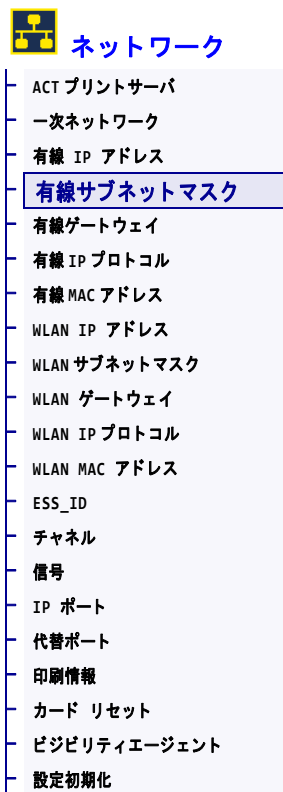 ネットワーク
ACT プリントサーバ
一次ネットワーク
有線 IP アドレス
有線サブネットマスク
有線ゲートウェイ
有線 IP プロトコル
有線 MAC アドレス
WLAN IP アドレス
WLAN サブネットマスク
WLAN ゲートウェイ
WLAN IP プロトコル
WLAN MAC アドレス
ESS_ID
チャネル
信号
IP ポート
代替ポート
印刷情報
カード リセット
ビジビリティエージェント
設定初期化